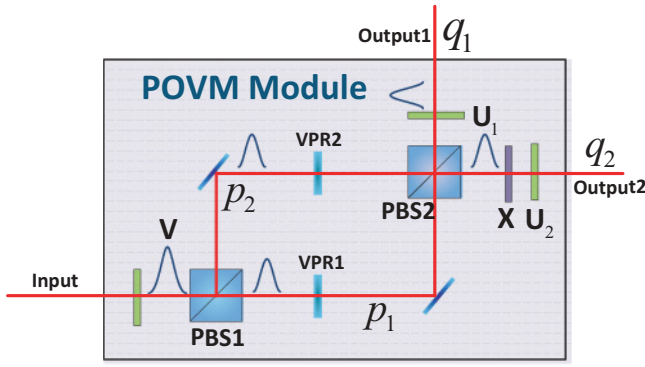 Output1 q₁
POVM Module
U₁
VPR2
q₂
Output2
p₂
PBS2
X U₂
V
VPR1
Input
PBS1
p₁